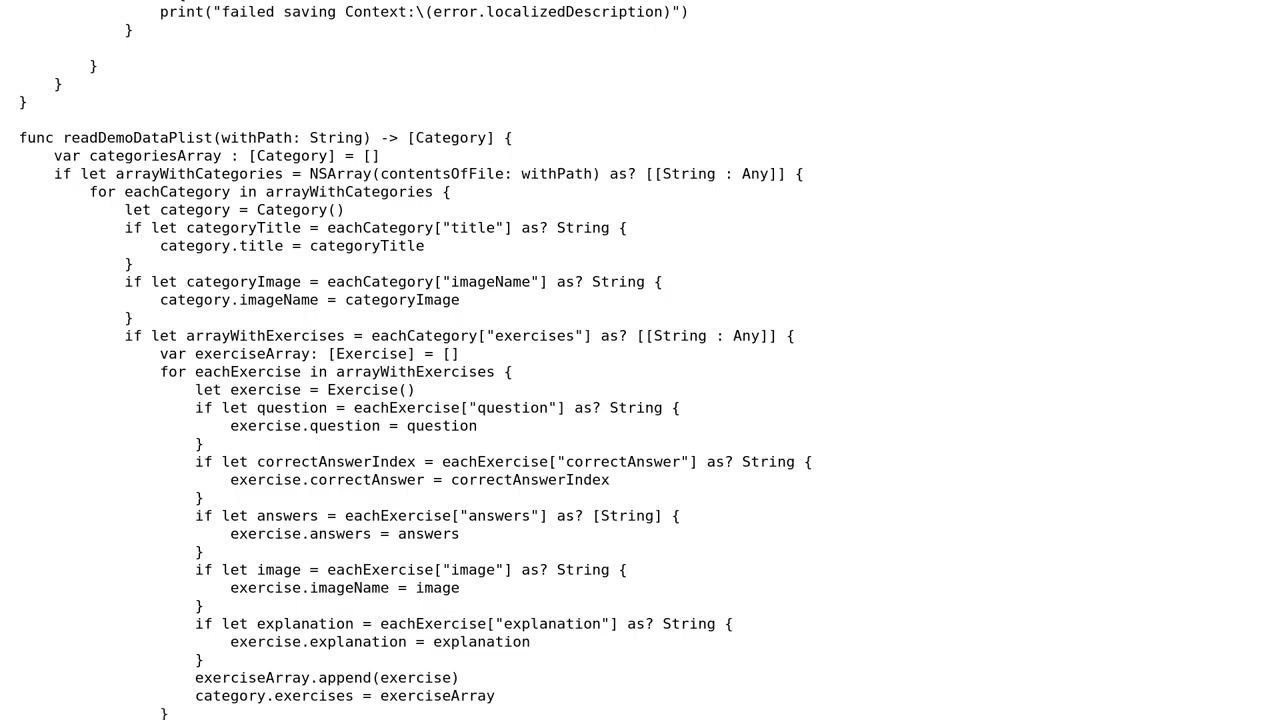 print("failed saving Context:\(error.localizedDescription)")
}
}
}
}
func readDemoDataPlist(withPath: String) -> [Category] {
var categoriesArray : [Category] = []
if let arrayWithCategories = NSArray(contentsOfFile: withPath) as? [[String : Any]] {
for eachCategory in arrayWithCategories {
let category = Category()
if let categoryTitle = eachCategory["title"] as? String {
category.title = categoryTitle
}
if let categoryImage = eachCategory["imageName"] as? String {
category.imageName = categoryImage
}
if let arrayWithExercises = eachCategory["exercises"] as? [[String : Any]] {
var exerciseArray: [Exercise] = []
for eachExercise in arrayWithExercises {
let exercise = Exercise()
if let question = eachExercise["question"] as? String {
exercise.question = question
}
if let correctAnswerIndex = eachExercise["correctAnswer"] as? String {
exercise.correctAnswer = correctAnswerIndex
}
if let answers = eachExercise["answers"] as? [String] {
exercise.answers = answers
}
if let image = eachExercise["image"] as? String {
exercise.imageName = image
}
if let explanation = eachExercise["explanation"] as? String {
exercise.explanation = explanation
}
exerciseArray.append(exercise)
category.exercises = exerciseArray
}